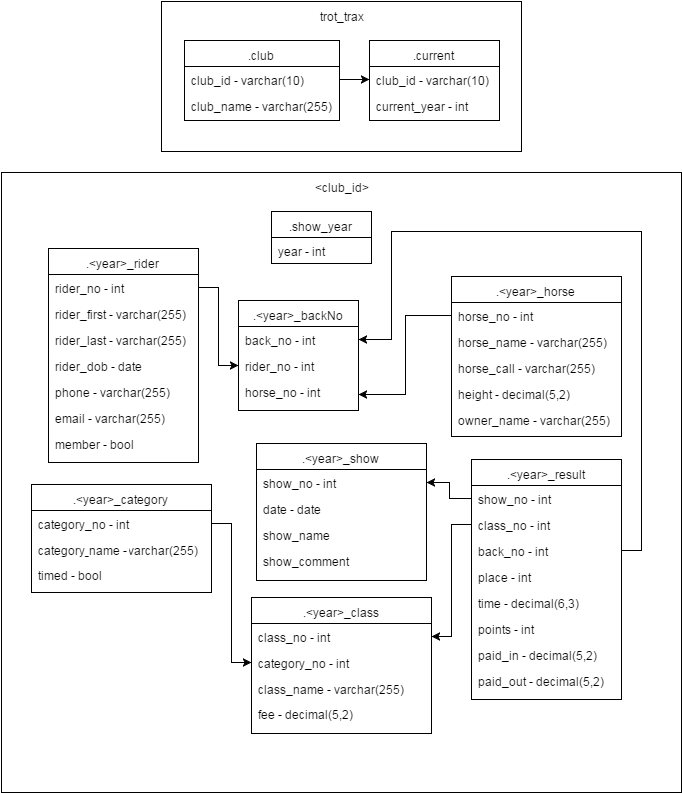 trot_trax
.club
club_id - varchar(10)
club_name - varchar(255)
.current
club_id - varchar(10)
current_year - int
<club_id>
.show_year
year - int
.<year>_rider
rider_no - int
rider_first - varchar(255)
rider_last - varchar(255)
rider_dob - date
phone - varchar(255)
email - varchar(255)
member - bool
.<year>_backNo
back_no - int
rider_no - int
horse_no - int
.<year>_horse
horse_no - int
horse_name - varchar(255)
horse_call - varchar(255)
height - decimal(5,2)
owner_name - varchar(255)
.<year>_category
category_no - int
category_name -varchar(255)
timed - bool
.<year>_show
show_no - int
date - date
show_name
show_comment
.<year>_result
show_no - int
class_no - int
back_no - int
place - int
time - decimal(6,3)
points - int
paid_in - decimal(5,2)
paid_out - decimal(5,2)
.<year>_class
class_no - int
category_no - int
class_name - varchar(255)
fee - decimal(5,2)